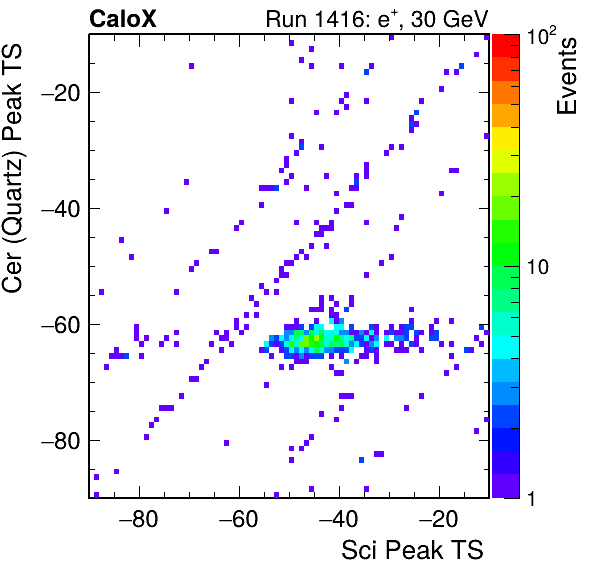 CaloX
Run 1416: e⁺, 30 GeV
Cer (Quartz) Peak TS
Events
10²
10
1
−20
−40
−60
−80
−80 −60 −40 −20
Sci Peak TS